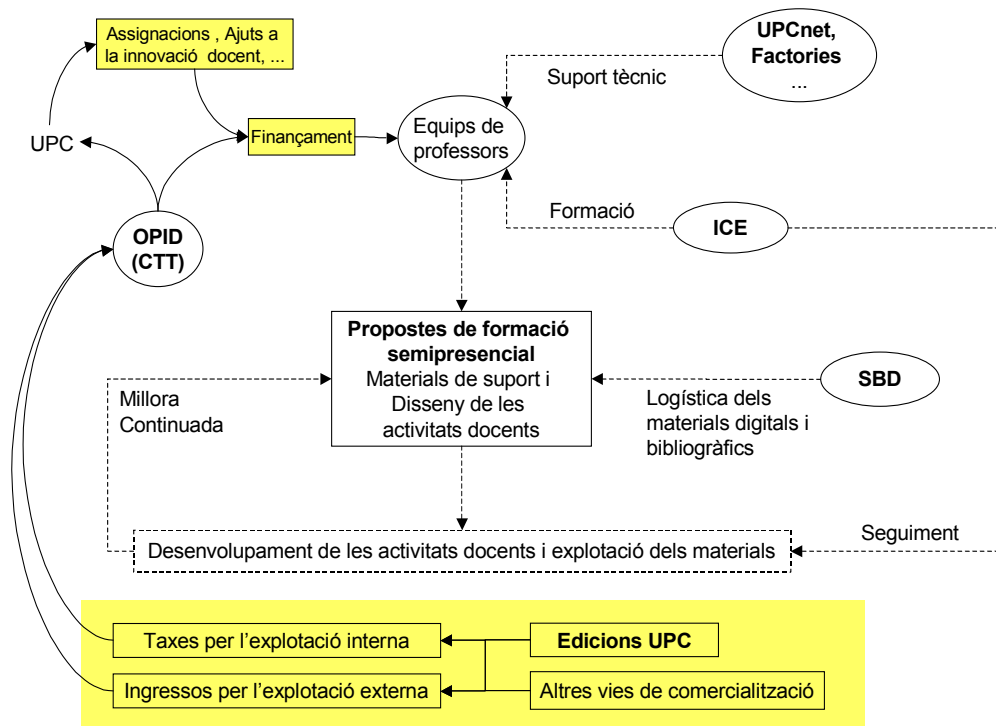 Assignacions , Ajuts a
la innovació docent, ...
UPCnet,
Factories
...
Suport tècnic
UPC
Finançament
Equips de
professors
Formació
ICE
OPID
(CTT)
Propostes de formació
semipresencial
Materials de suport i
Disseny de les
activitats docents
Millora
Continuada
SBD
Logística dels
materials digitals i
bibliogràfics
Desenvolupament de les activitats docents i explotació dels materials
Seguiment
Taxes per l’explotació interna
Edicions UPC
Ingressos per l’explotació externa
Altres vies de comercialització